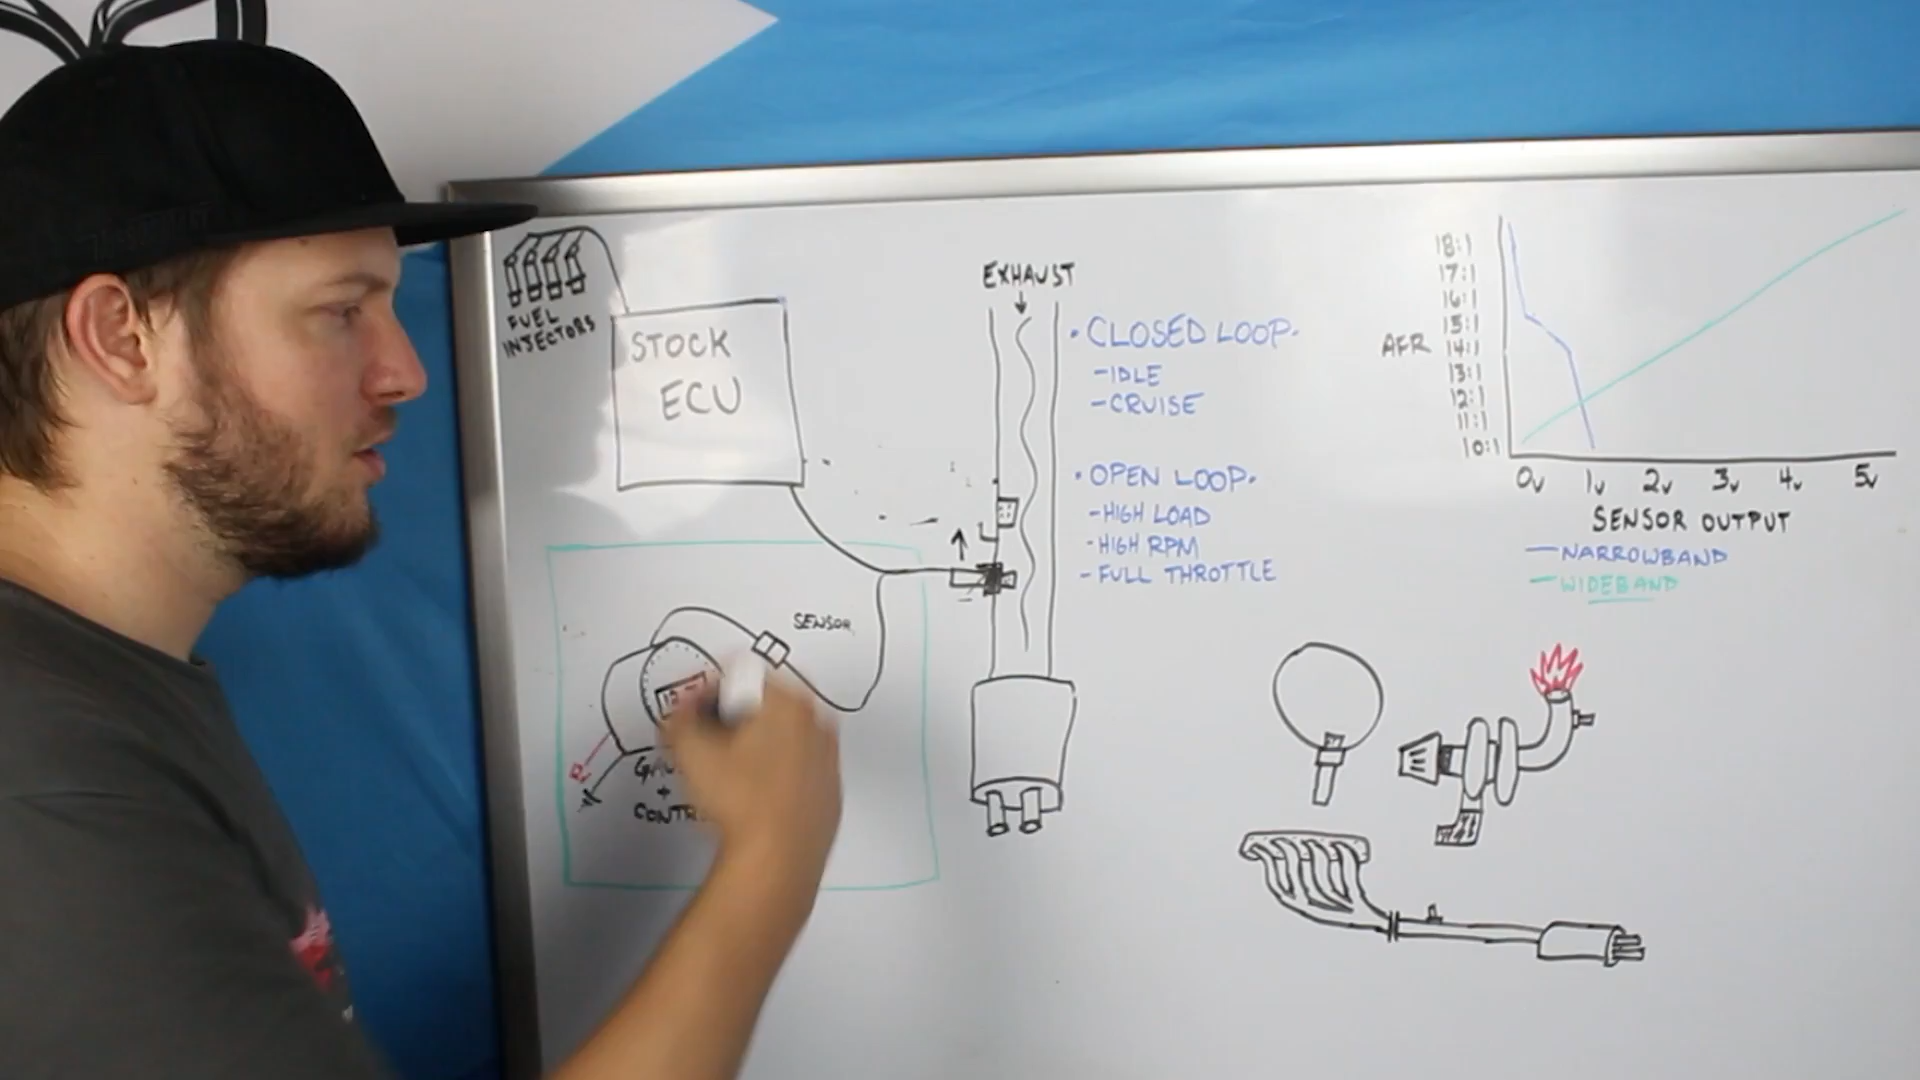 FUEL
INJECTORS
STOCK
ECU
EXHAUST
• CLOSED LOOP•
-IDLE
-CRUISE
• OPEN LOOP•
-HIGH LOAD
-HIGH RPM
-FULL THROTTLE
SENSOR
AFR
18:1
17:1
16:1
15:1
14:1
13:1
12:1
11:1
10:1
0v 1v 2v 3v 4v 5v
SENSOR OUTPUT
—NARROWBAND
—WIDEBAND
+